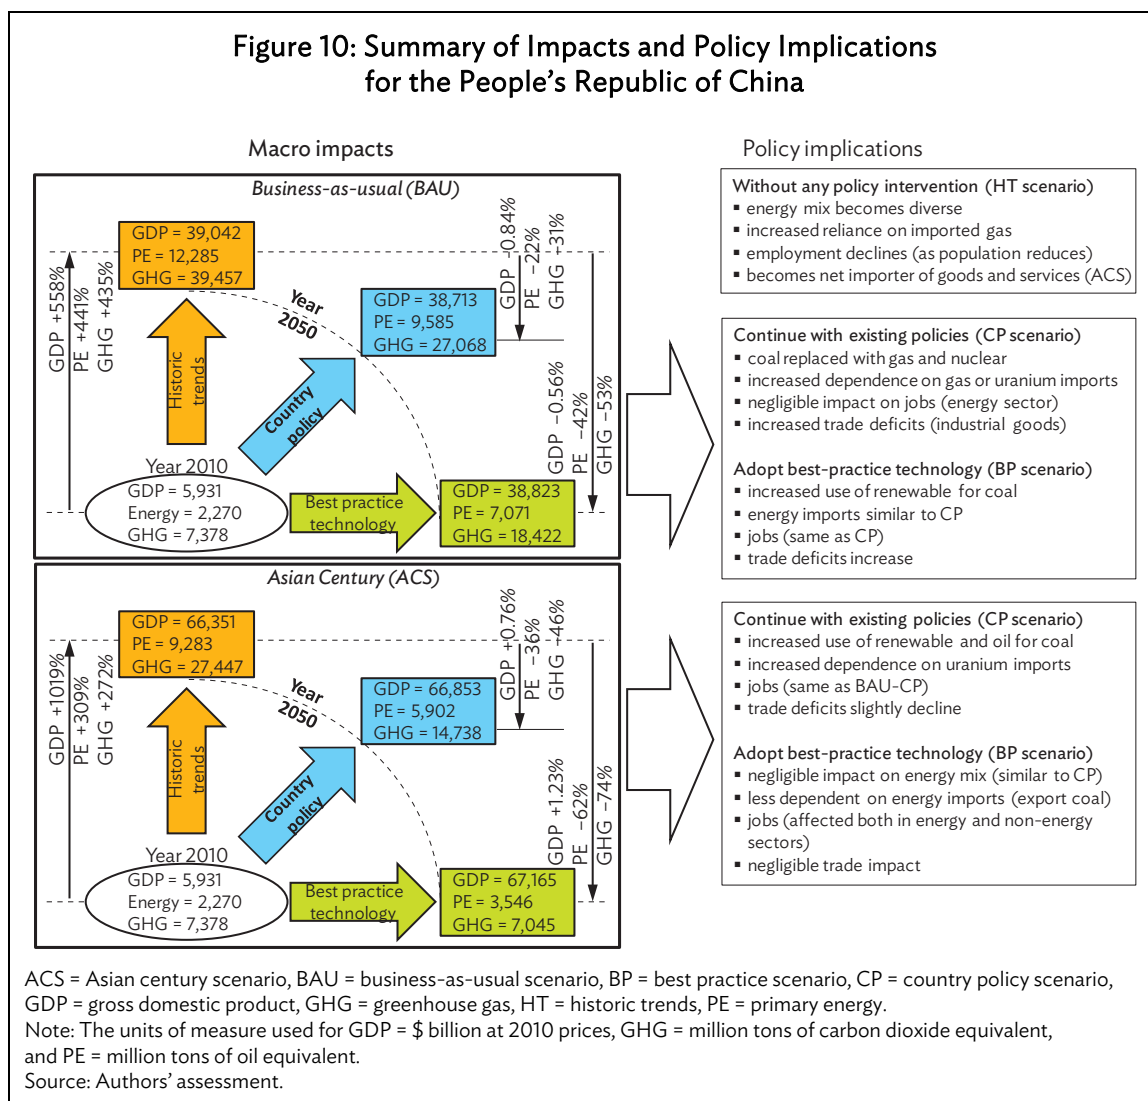 Figure 10: Summary of Impacts and Policy Implications
for the People's Republic of China
Macro impacts
Business-as-usual (BAU)
GDP +558%
PE +441%
GHG +435%
GDP = 39,042
PE = 12,285
GHG = 39,457
Historic
trends
Year
2050
GDP = 38,713
PE = 9,585
GHG = 27,068
Country
policy
GDP −0.84%
PE −22%
GHG −31%
GDP −0.56%
PE −42%
GHG −53%
Year 2010
GDP = 5,931
Energy = 2,270
GHG = 7,378
Best practice
technology
GDP = 38,823
PE = 7,071
GHG = 18,422
Asian Century (ACS)
GDP +1019%
PE +309%
GHG +272%
GDP = 66,351
PE = 9,283
GHG = 27,447
Historic
trends
Year
2050
GDP = 66,853
PE = 5,902
GHG = 14,738
Country
policy
GDP +0.76%
PE −36%
GHG −46%
GDP +1.23%
PE −62%
GHG −74%
Year 2010
GDP = 5,931
Energy = 2,270
GHG = 7,378
Best practice
technology
GDP = 67,165
PE = 3,546
GHG = 7,045
Policy implications
Without any policy intervention (HT scenario)
▪ energy mix becomes diverse
▪ increased reliance on imported gas
▪ employment declines (as population reduces)
▪ becomes net importer of goods and services (ACS)
Continue with existing policies (CP scenario)
▪ coal replaced with gas and nuclear
▪ increased dependence on gas or uranium imports
▪ negligible impact on jobs (energy sector)
▪ increased trade deficits (industrial goods)
Adopt best-practice technology (BP scenario)
▪ increased use of renewable for coal
▪ energy imports similar to CP
▪ jobs (same as CP)
▪ trade deficits increase
Continue with existing policies (CP scenario)
▪ increased use of renewable and oil for coal
▪ increased dependence on uranium imports
▪ jobs (same as BAU-CP)
▪ trade deficits slightly decline
Adopt best-practice technology (BP scenario)
▪ negligible impact on energy mix (similar to CP)
▪ less dependent on energy imports (export coal)
▪ jobs (affected both in energy and non-energy
sectors)
▪ negligible trade impact
ACS = Asian century scenario, BAU = business-as-usual scenario, BP = best practice scenario, CP = country policy scenario,
GDP = gross domestic product, GHG = greenhouse gas, HT = historic trends, PE = primary energy.
Note: The units of measure used for GDP = $ billion at 2010 prices, GHG = million tons of carbon dioxide equivalent,
and PE = million tons of oil equivalent.
Source: Authors' assessment.